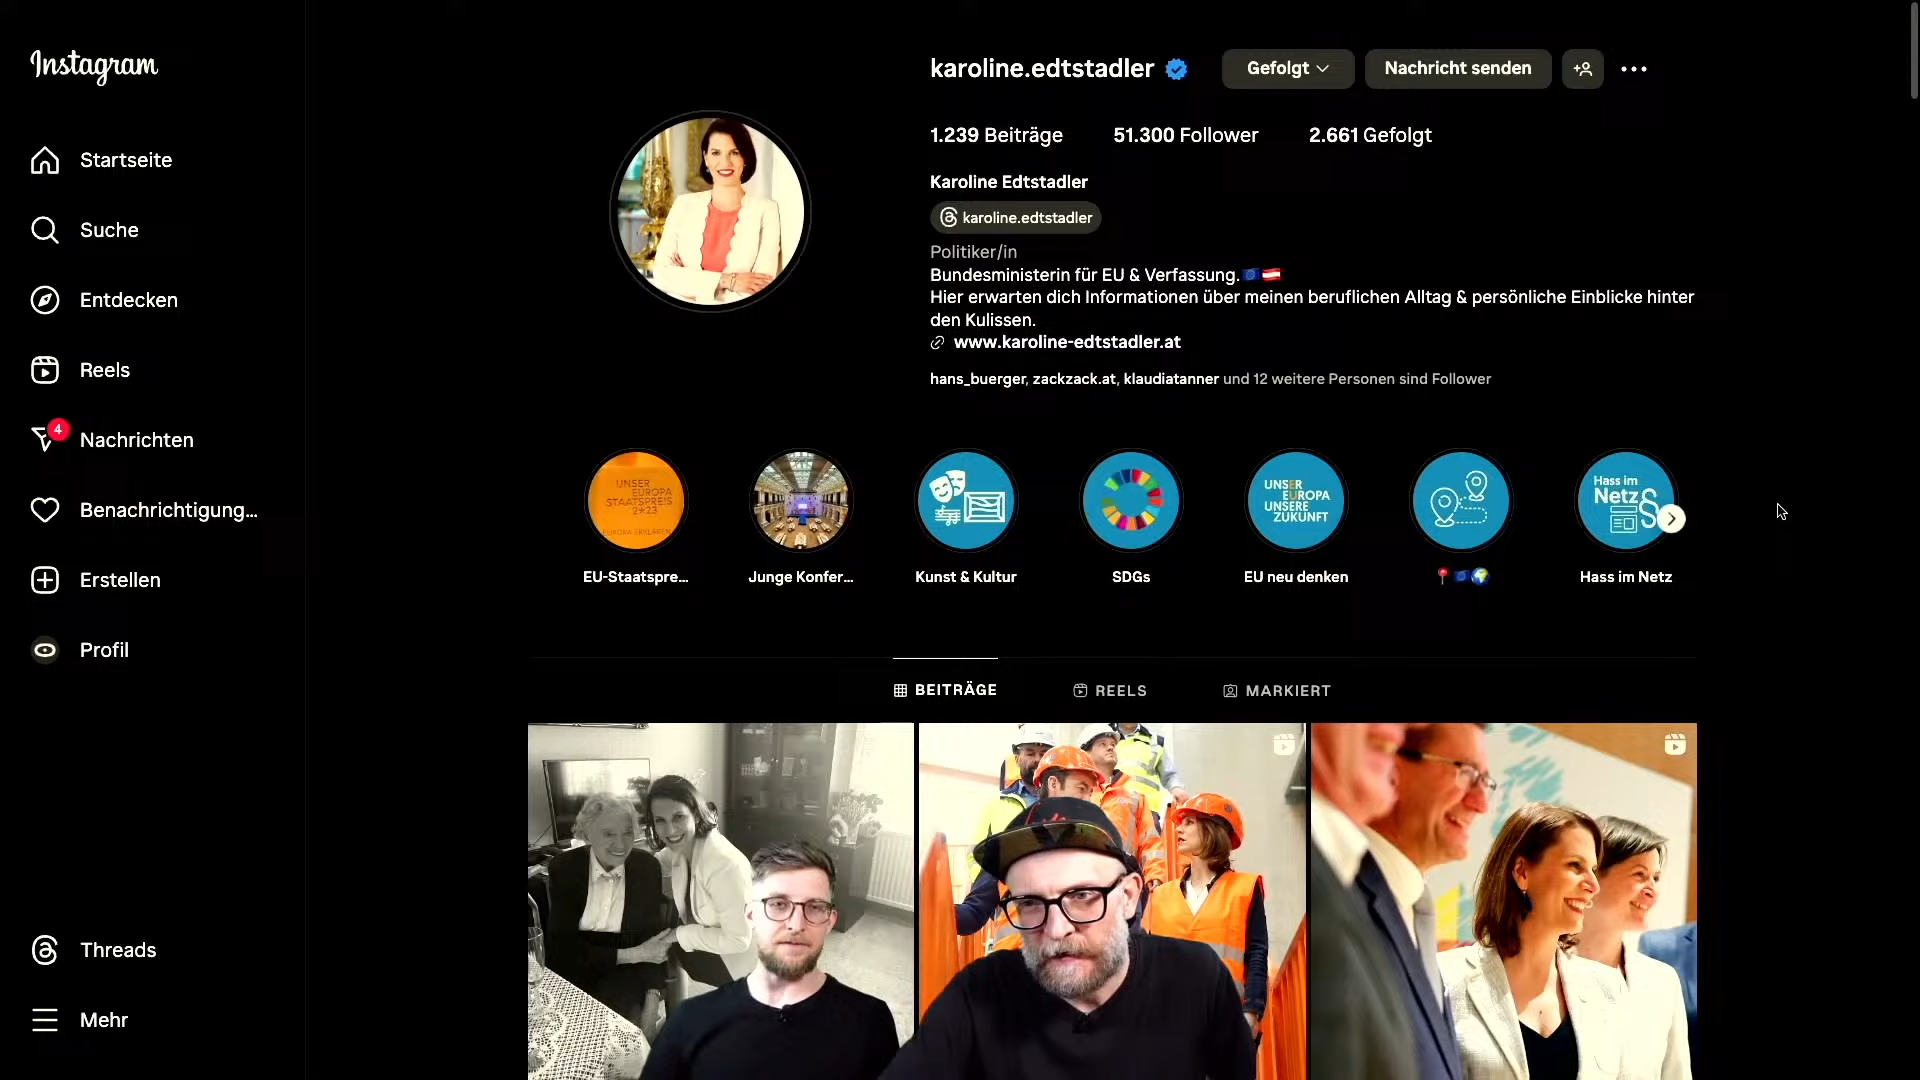 Instagram
Startseite
Suche
Entdecken
Reels
4
Nachrichten
Benachrichtigung...
Erstellen
Profil
Threads
Mehr
karoline.edtstadler
Gefolgt
Nachricht senden
1.239 Beiträge
51.300 Follower
2.661 Gefolgt
Karoline Edtstadler
karoline.edtstadler
Politiker/in
Bundesministerin für EU & Verfassung.🇪🇺🇦🇹
Hier erwarten dich Informationen über meinen beruflichen Alltag & persönliche Einblicke hinter
den Kulissen.
www.karoline-edtstadler.at
hans_buerger, zackzack.at, klaudiatanner und 12 weitere Personen sind Follower
UNSER
EUROPA
STAATSPREIS
2★23
EUROPA ERKLÄREN
UNSER
EUROPA
UNSERE
ZUKUNFT
Hass im
Netz
§
EU-Staatspre...
Junge Konfer...
Kunst & Kultur
SDGs
EU neu denken
📍🇪🇺🌍
Hass im Netz
BEITRÄGE
REELS
MARKIERT